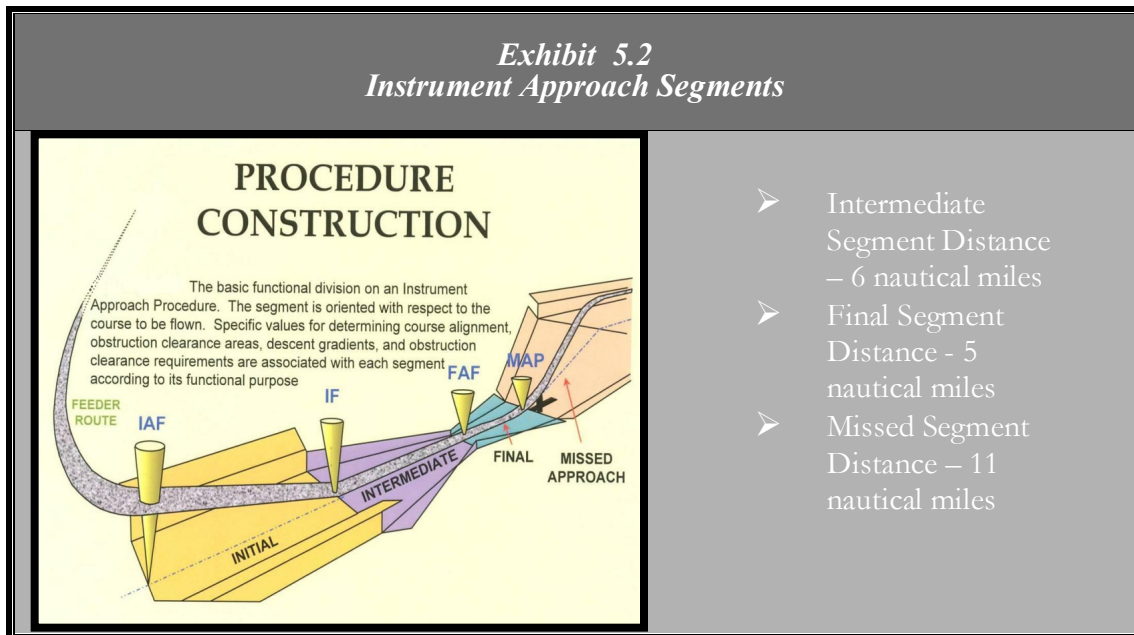 Exhibit 5.2
Instrument Approach Segments
PROCEDURE
CONSTRUCTION
The basic functional division on an Instrument
Approach Procedure. The segment is oriented with respect to the
course to be flown. Specific values for determining course alignment,
obstruction clearance areas, descent gradients, and obstruction
clearance requirements are associated with each segment
according to its functional purpose
FEEDER
ROUTE
IAF
IF
FAF
MAP
INITIAL
INTERMEDIATE
FINAL
MISSED
APPROACH
➢ Intermediate
Segment Distance
– 6 nautical miles
➢ Final Segment
Distance - 5
nautical miles
➢ Missed Segment
Distance – 11
nautical miles